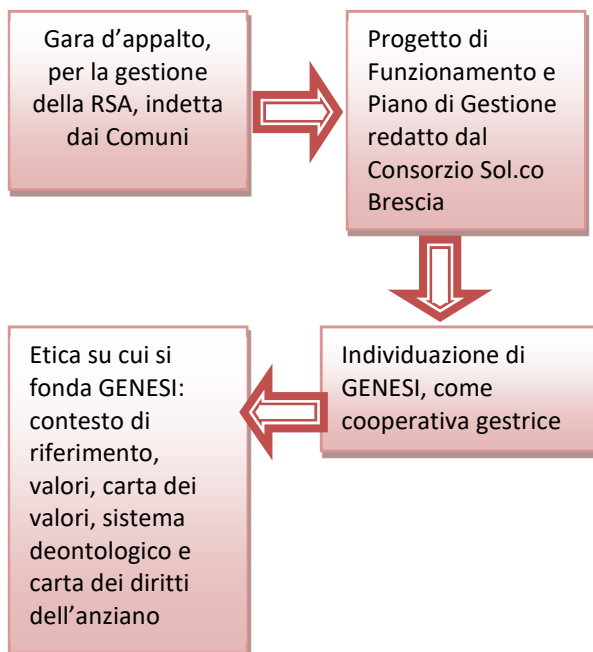 Gara d’appalto,
per la gestione
della RSA, indetta
dai Comuni
Progetto di
Funzionamento e
Piano di Gestione
redatto dal
Consorzio Sol.co
Brescia
Individuazione di
GENESI, come
cooperativa gestrice
Etica su cui si
fonda GENESI:
contesto di
riferimento,
valori, carta dei
valori, sistema
deontologico e
carta dei diritti
dell’anziano